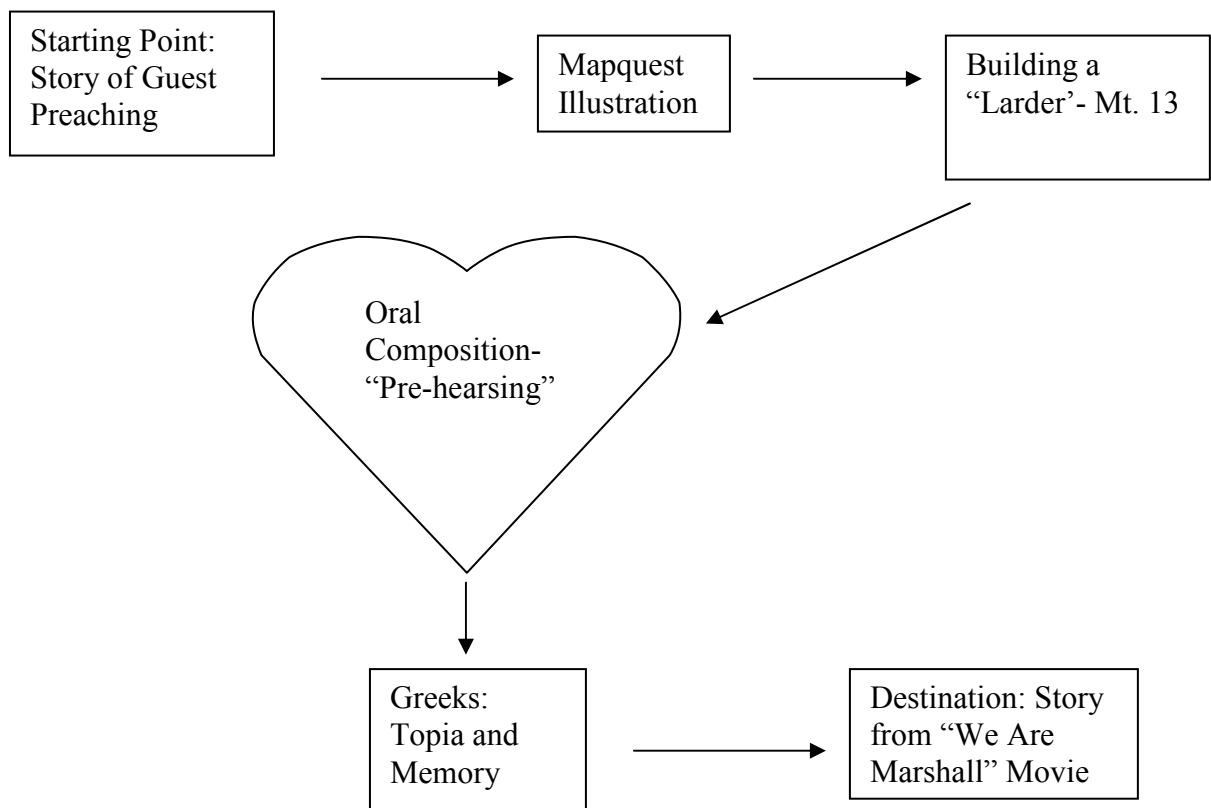 Starting Point:
Story of Guest
Preaching
Mapquest
Illustration
Building a
“Larder’- Mt. 13
Oral
Composition-
“Pre-hearsing”
Greeks:
Topia and
Memory
Destination: Story
from “We Are
Marshall” Movie